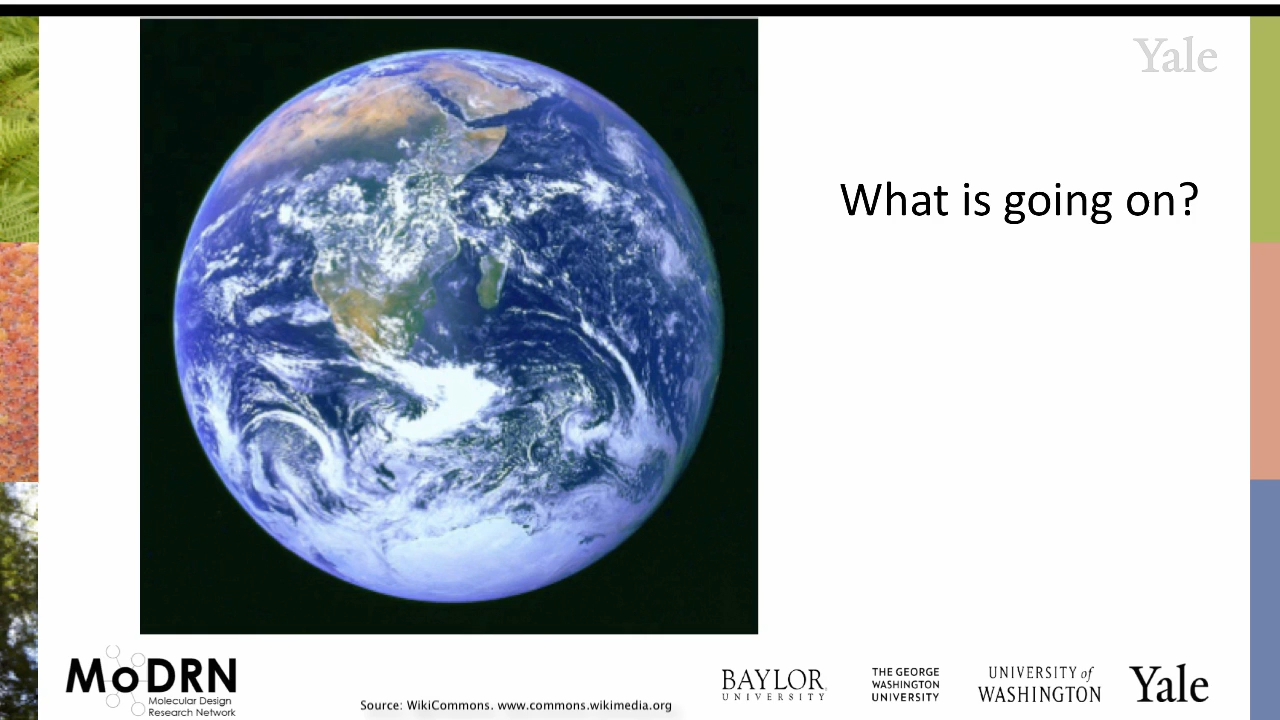 Yale
What is going on?
MoDRN
Molecular Design
Research Network
Source: WikiCommons. www.commons.wikimedia.org
BAYLOR
UNIVERSITY
THE GEORGE
WASHINGTON
UNIVERSITY
UNIVERSITY of
WASHINGTON
Yale